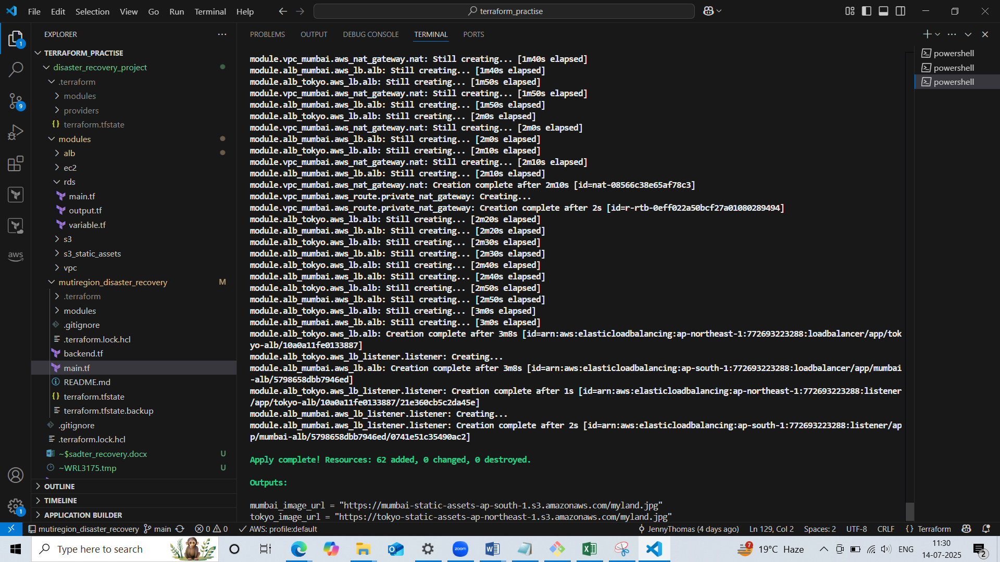 File Edit Selection View Go Run Terminal Help
terraform_practise
EXPLORER
1
9
aws
1
TERRAFORM_PRACTISE
disaster_recovery_project
.terraform
modules
providers
terraform.tfstate
modules
alb
ec2
rds
main.tf
output.tf
variable.tf
s3
s3_static_assets
vpc
mutiregion_disaster_recovery M
.terraform
modules
.gitignore
.terraform.lock.hcl
backend.tf
main.tf
README.md
terraform.tfstate
terraform.tfstate.backup
.gitignore
.terraform.lock.hcl
~$sadter_recovery.docx U
~WRL3175.tmp U
OUTLINE
TIMELINE
APPLICATION BUILDER
PROBLEMS OUTPUT DEBUG CONSOLE TERMINAL PORTS
module.vpc_mumbai.aws_nat_gateway.nat: Still creating... [1m40s elapsed]
module.alb_mumbai.aws_lb.alb: Still creating... [1m40s elapsed]
module.alb_tokyo.aws_lb.alb: Still creating... [1m50s elapsed]
module.vpc_mumbai.aws_nat_gateway.nat: Still creating... [1m50s elapsed]
module.alb_mumbai.aws_lb.alb: Still creating... [1m50s elapsed]
module.alb_tokyo.aws_lb.alb: Still creating... [2m0s elapsed]
module.vpc_mumbai.aws_nat_gateway.nat: Still creating... [2m0s elapsed]
module.alb_mumbai.aws_lb.alb: Still creating... [2m0s elapsed]
module.alb_tokyo.aws_lb.alb: Still creating... [2m10s elapsed]
module.vpc_mumbai.aws_nat_gateway.nat: Still creating... [2m10s elapsed]
module.alb_mumbai.aws_lb.alb: Still creating... [2m10s elapsed]
module.vpc_mumbai.aws_nat_gateway.nat: Creation complete after 2m10s [id=nat-08566c38e65af78c3]
module.vpc_mumbai.aws_route.private_nat_gateway: Creating...
module.vpc_mumbai.aws_route.private_nat_gateway: Creation complete after 2s [id=r-rtb-0eff022a50bcf27a01080289494]
module.alb_tokyo.aws_lb.alb: Still creating... [2m20s elapsed]
module.alb_mumbai.aws_lb.alb: Still creating... [2m20s elapsed]
module.alb_tokyo.aws_lb.alb: Still creating... [2m30s elapsed]
module.alb_mumbai.aws_lb.alb: Still creating... [2m30s elapsed]
module.alb_tokyo.aws_lb.alb: Still creating... [2m40s elapsed]
module.alb_mumbai.aws_lb.alb: Still creating... [2m40s elapsed]
module.alb_tokyo.aws_lb.alb: Still creating... [2m50s elapsed]
module.alb_mumbai.aws_lb.alb: Still creating... [2m50s elapsed]
module.alb_tokyo.aws_lb.alb: Still creating... [3m0s elapsed]
module.alb_mumbai.aws_lb.alb: Still creating... [3m0s elapsed]
module.alb_tokyo.aws_lb.alb: Creation complete after 3m8s [id=arn:aws:elasticloadbalancing:ap-northeast-1:772693223288:loadbalancer/app/tok
yo-alb/10a0a11fe0133887]
module.alb_tokyo.aws_lb_listener.listener: Creating...
module.alb_mumbai.aws_lb.alb: Creation complete after 3m8s [id=arn:aws:elasticloadbalancing:ap-south-1:772693223288:loadbalancer/app/mumbai
-alb/5798658dbb7946ed]
module.alb_tokyo.aws_lb_listener.listener: Creation complete after 1s [id=arn:aws:elasticloadbalancing:ap-northeast-1:772693223288:listener
/app/tokyo-alb/10a0a11fe0133887/21e360cb5c2da45e]
module.alb_mumbai.aws_lb_listener.listener: Creating...
module.alb_mumbai.aws_lb_listener.listener: Creation complete after 2s [id=arn:aws:elasticloadbalancing:ap-south-1:772693223288:listener/ap
p/mumbai-alb/5798658dbb7946ed/0741e51c35490ac2]
Apply complete! Resources: 62 added, 0 changed, 0 destroyed.
Outputs:
mumbai_image_url = "https://mumbai-static-assets-ap-south-1.s3.amazonaws.com/myland.jpg"
tokyo_image_url = "https://tokyo-static-assets-ap-northeast-1.s3.amazonaws.com/myland.jpg"
powershell
powershell
powershell
mutiregion_disaster_recovery main 0 0 AWS: profile:default JennyThomas (4 days ago) Ln 129, Col 2 Spaces: 2 UTF-8 CRLF {} Terraform
Type here to search zoom 7 19°C Haze ENG 11:30
14-07-2025 2